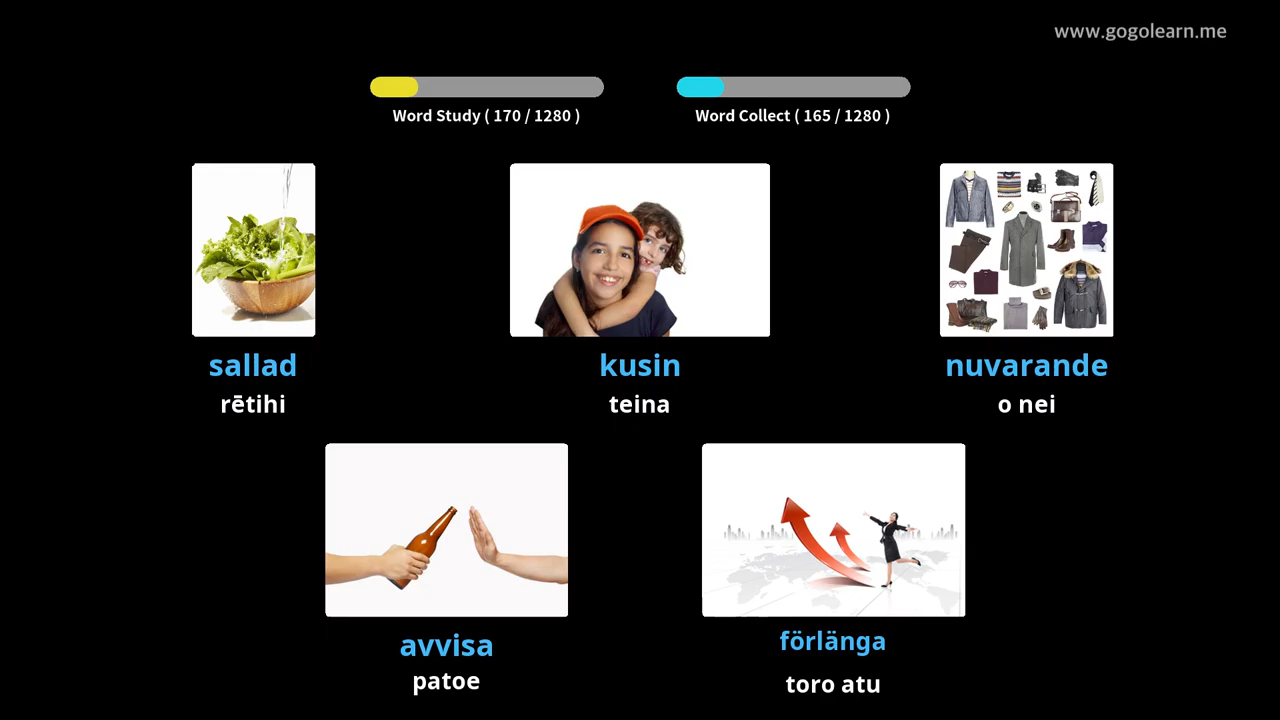 www.gogolearn.me
Word Study ( 170 / 1280 )
Word Collect ( 165 / 1280 )
sallad
rētihi
kusin
teina
nuvarande
o nei
avvisa
patoe
förlänga
toro atu